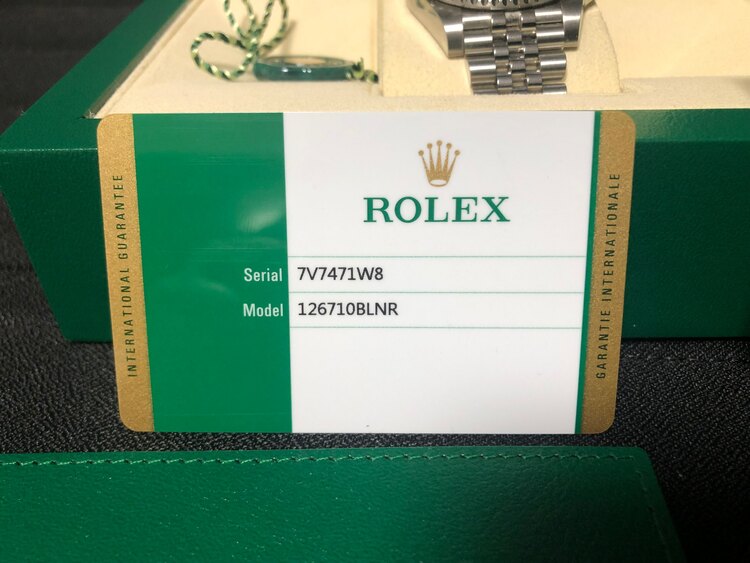 INTERNATIONAL GUARANTEE
ROLEX
Serial 7V7471W8
Model 126710BLNR
GARANTIE INTERNATIONALE